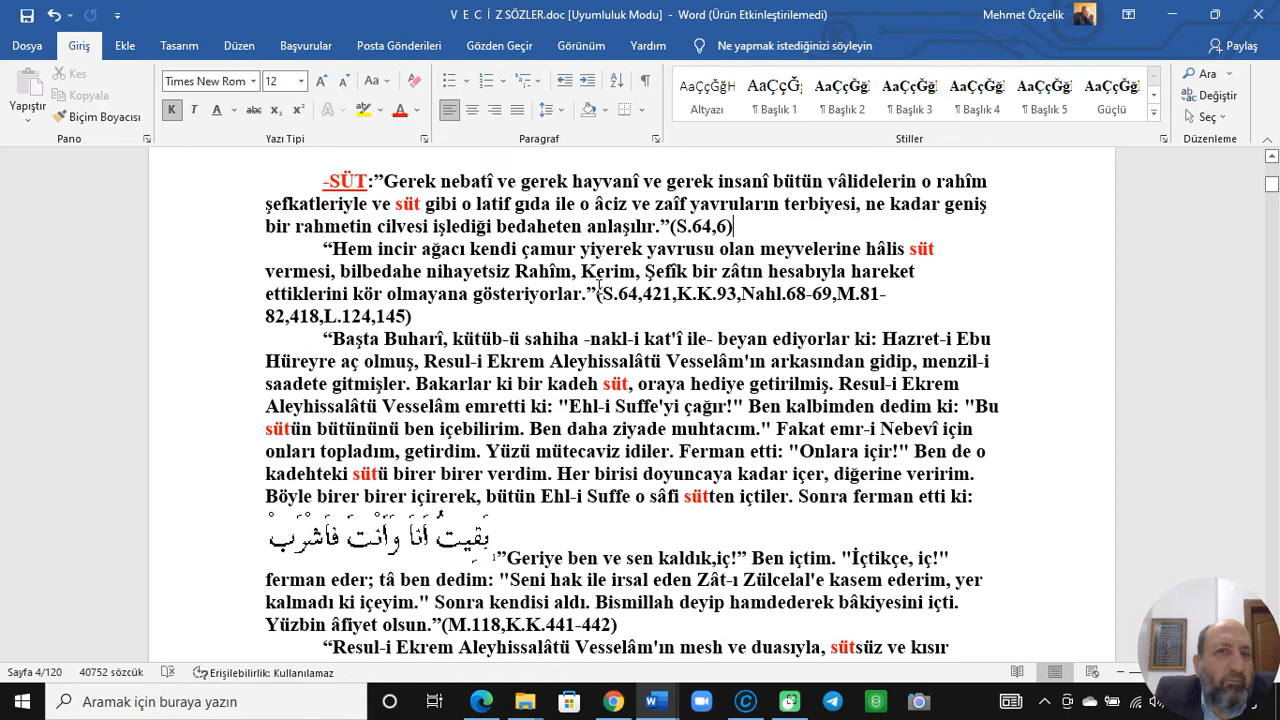 V E C İ Z SÖZLER.doc [Uyumluluk Modu] - Word (Ürün Etkinleştirilemedi)
Mehmet Özçelik
Dosya Giriş Ekle Tasarım Düzen Başvurular Posta Gönderileri Gözden Geçir Görünüm Yardım Ne yapmak istediğinizi söyleyin Paylaş
Yapıştır
Kes
Kopyala
Biçim Boyacısı
Times New Rom 12
Aa
K T A abc x₂ x² A A
AaÇçĞğH AaÇçĞ AaÇçĞğ AaÇçĞğ AaÇçĞğ AaÇçĞğ AaÇçĞğ
Altyazı ¶ Başlık 1 ¶ Başlık 2 ¶ Başlık 3 ¶ Başlık 4 ¶ Başlık 5 Güçlü
Ara
Değiştir
Seç
Pano Yazı Tipi Paragraf Stiller Düzenleme
-SÜT:”Gerek nebatî ve gerek hayvanî ve gerek insanî bütün vâlidelerin o rahîm
şefkatleriyle ve süt gibi o latif gıda ile o âciz ve zaîf yavruların terbiyesi, ne kadar geniş
bir rahmetin cilvesi işlediği bedaheten anlaşılır.”(S.64,6)
“Hem incir ağacı kendi çamur yiyerek yavrusu olan meyvelerine hâlis süt
vermesi, bilbedahe nihayetsiz Rahîm, Kerim, Şefîk bir zâtın hesabıyla hareket
ettiklerini kör olmayana gösteriyorlar.”(S.64,421,K.K.93,Nahl.68-69,M.81-
82,418,L.124,145)
“Başta Buharî, kütüb-ü sahiha -nakl-i kat'î ile- beyan ediyorlar ki: Hazret-i Ebu
Hüreyre aç olmuş, Resul-i Ekrem Aleyhissalâtü Vesselâm'ın arkasından gidip, menzil-i
saadete gitmişler. Bakarlar ki bir kadeh süt, oraya hediye getirilmiş. Resul-i Ekrem
Aleyhissalâtü Vesselâm emretti ki: "Ehl-i Suffe'yi çağır!" Ben kalbimden dedim ki: "Bu
sütün bütününü ben içebilirim. Ben daha ziyade muhtacım." Fakat emr-i Nebevî için
onları topladım, getirdim. Yüzü mütecaviz idiler. Ferman etti: "Onlara içir!" Ben de o
kadehteki sütü birer birer verdim. Her birisi doyuncaya kadar içer, diğerine veririm.
Böyle birer birer içirerek, bütün Ehl-i Suffe o sâfi sütten içtiler. Sonra ferman etti ki:
بَقِيتُ اَنَا وَاَنْتَ فَاشْرَبْ
”Geriye ben ve sen kaldık,iç!” Ben içtim. "İçtikçe, iç!"
ferman eder; tâ ben dedim: "Seni hak ile irsal eden Zât-ı Zülcelal'e kasem ederim, yer
kalmadı ki içeyim." Sonra kendisi aldı. Bismillah deyip hamdederek bâkiyesini içti.
Yüzbin âfiyet olsun.”(M.118,K.K.441-442)
“Resul-i Ekrem Aleyhissalâtü Vesselâm'ın mesh ve duasıyla, sütsüz ve kısır
Sayfa 4/120 40752 sözcük Erişilebilirlik: Kullanılamaz
Aramak için buraya yazın